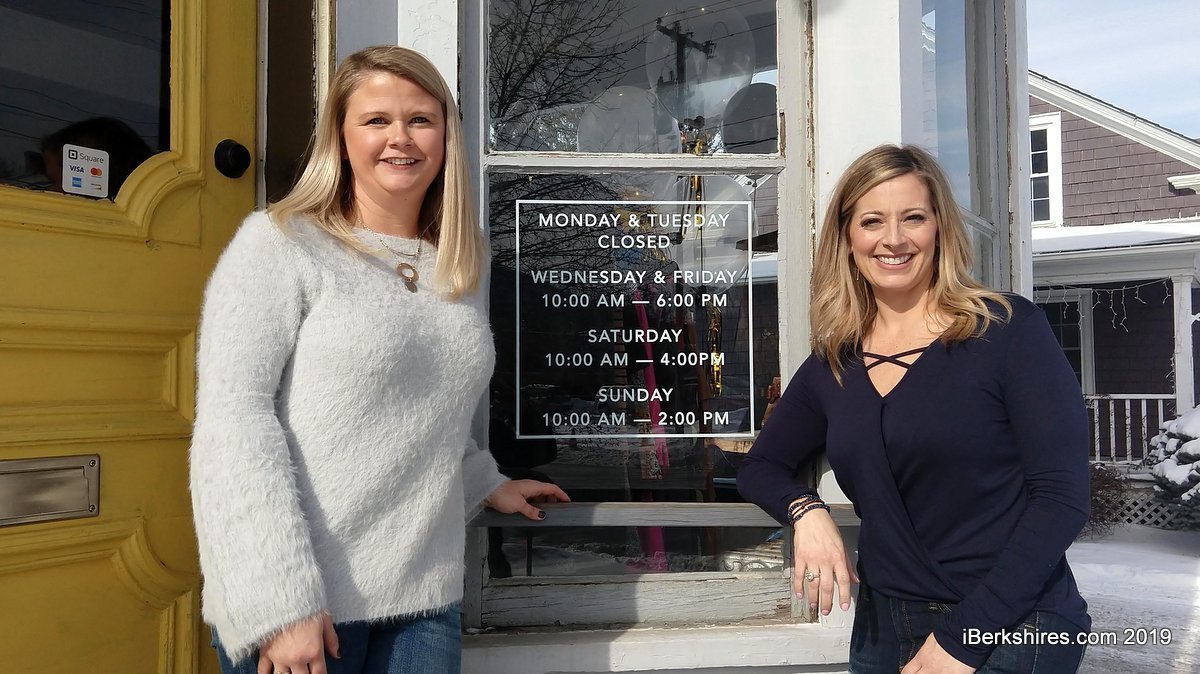 Square
VISA
MONDAY & TUESDAY
CLOSED
WEDNESDAY & FRIDAY
10:00 AM — 6:00 PM
SATURDAY
10:00 AM — 4:00PM
SUNDAY
10:00 AM — 2:00 PM
iBerkshires.com 2019